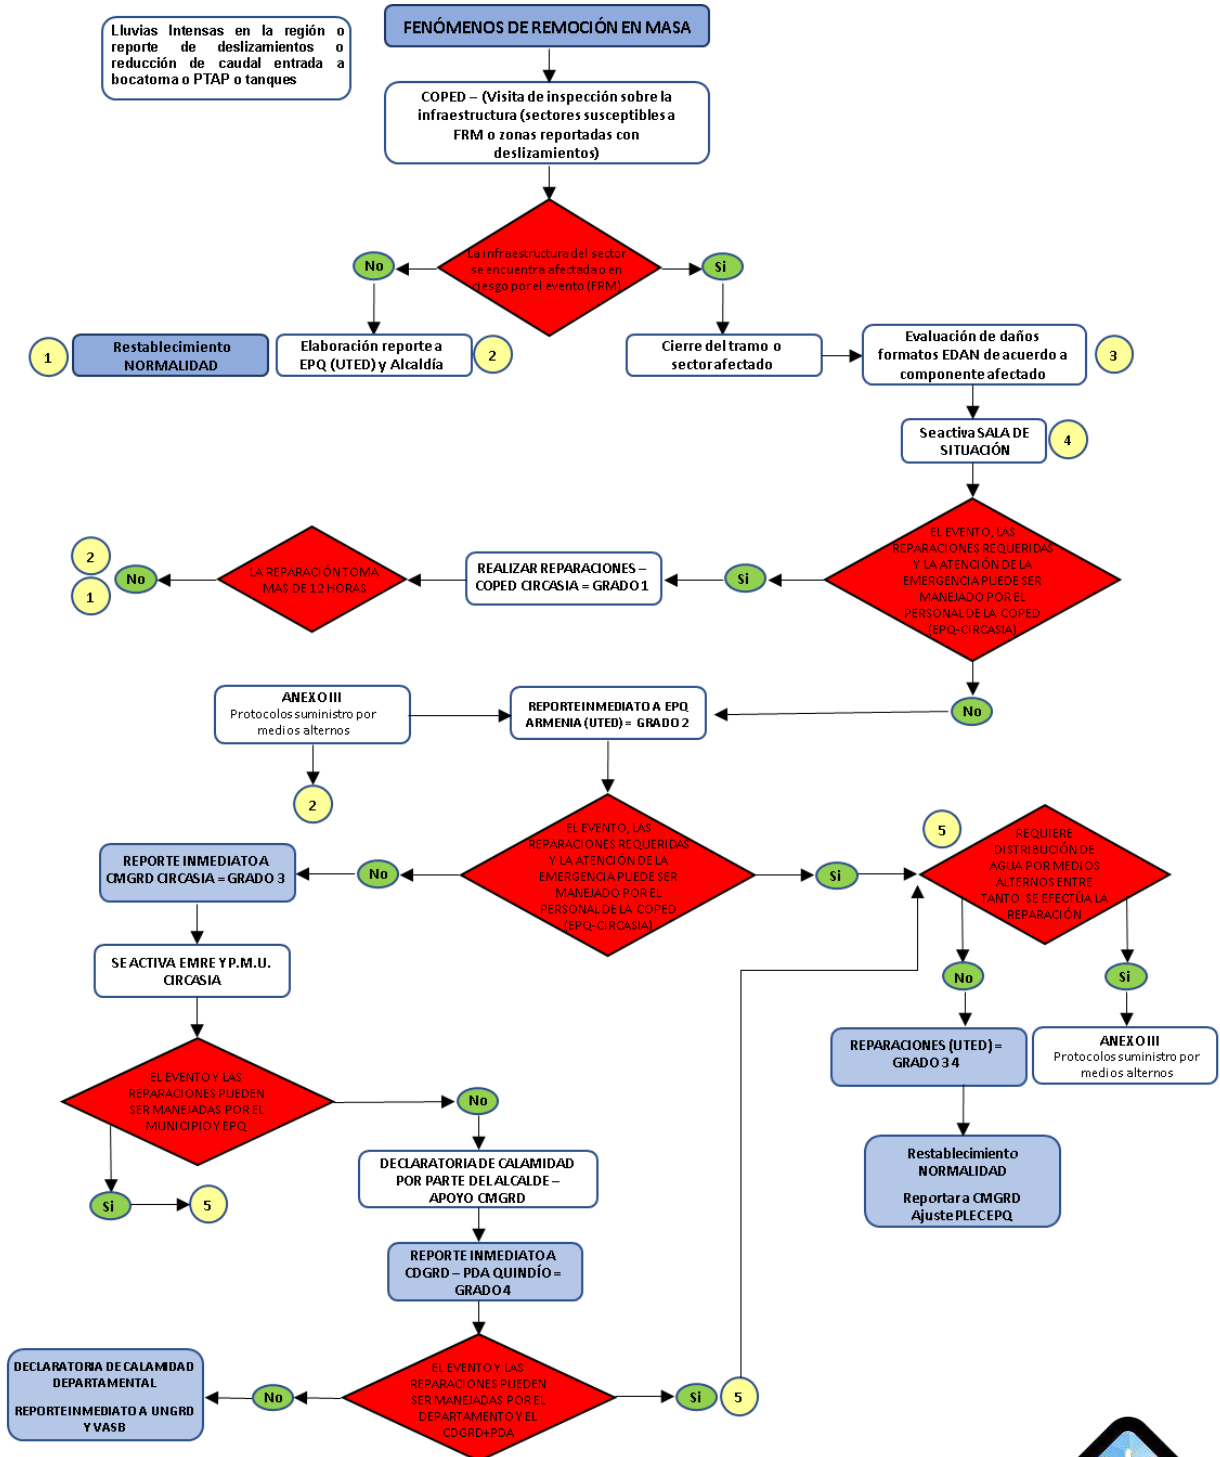 Lluvias Intensas en la región o
reporte de deslizamientos o
reducción de caudal entrada a
bocatoma o PTAP o tanques
FENÓMENOS DE REMOCIÓN EN MASA
COPED – (Visita de inspección sobre la
infraestructura (sectores susceptibles a
FRM o zonas reportadas con
deslizamientos)
La infraestructura del sector
se encuentra afectada o en
riesgo por el evento (FRM)
No
Si
1
Restablecimiento
NORMALIDAD
Elaboración reporte a
EPQ (UTED) y Alcaldía
2
Cierre del tramo o
sector afectado
Evaluación de daños
formatos EDAN de acuerdo a
componente afectado
3
Se activa SALA DE
SITUACIÓN
4
EL EVENTO, LAS
REPARACIONES REQUERIDAS
Y LA ATENCIÓN DE LA
EMERGENCIA PUEDE SER
MANEJADO POR EL
PERSONAL DE LA COPED
(EPQ-CIRCASIA)
Si
REALIZAR REPARACIONES –
COPED CIRCASIA = GRADO 1
LA REPARACIÓN TOMA
MAS DE 12 HORAS
No
2
1
No
ANEXO III
Protocolos suministro por
medios alternos
REPORTE INMEDIATO A EPQ
ARMENIA (UTED) = GRADO 2
2
EL EVENTO, LAS
REPARACIONES REQUERIDAS
Y LA ATENCIÓN DE LA
EMERGENCIA PUEDE SER
MANEJADO POR EL
PERSONAL DE LA COPED
(EPQ-CIRCASIA)
No
Si
5
REQUIERE
DISTRIBUCIÓN DE
AGUA POR MEDIOS
ALTERNOS ENTRE
TANTO SE EFECTÚA LA
REPARACIÓN
REPORTE INMEDIATO A
CMGRD CIRCASIA = GRADO 3
SE ACTIVA EMRE Y P.M.U.
CIRCASIA
No
Si
REPARACIONES (UTED) =
GRADO 3 4
ANEXO III
Protocolos suministro por
medios alternos
EL EVENTO Y LAS
REPARACIONES PUEDEN
SER MANEJADAS POR EL
MUNICIPIO Y EPQ
No
Si
5
DECLARATORIA DE CALAMIDAD
POR PARTE DEL ALCALDE –
APOYO CMGRD
Restablecimiento
NORMALIDAD
Reportar a CMGRD
Ajuste PLEC EPQ
REPORTE INMEDIATO A
CDGRD – PDA QUINDÍO =
GRADO 4
EL EVENTO Y LAS
REPARACIONES PUEDEN
SER MANEJADAS POR EL
DEPARTAMENTO Y EL
CDGRD+PDA
No
Si
5
DECLARATORIA DE CALAMIDAD
DEPARTAMENTAL
REPORTE INMEDIATO A UNGRD
Y VASB